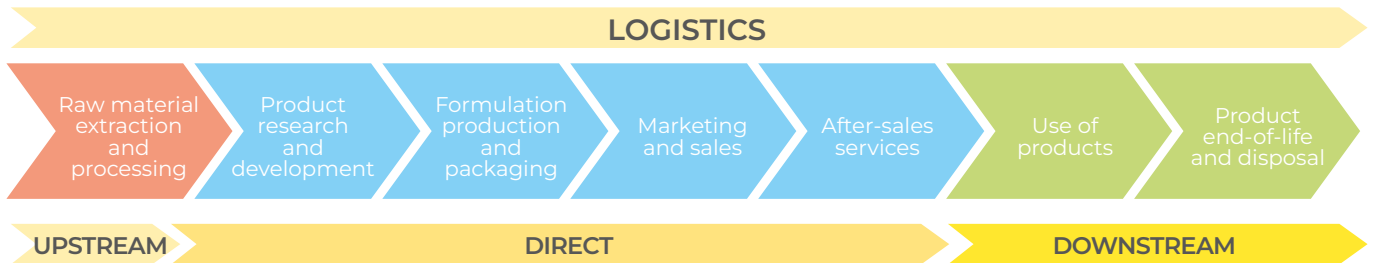 LOGISTICS
Raw material
extraction
and
processing
Product
research
and
development
Formulation
production
and
packaging
Marketing
and sales
After-sales
services
Use of
products
Product
end-of-life
and disposal
UPSTREAM
DIRECT
DOWNSTREAM